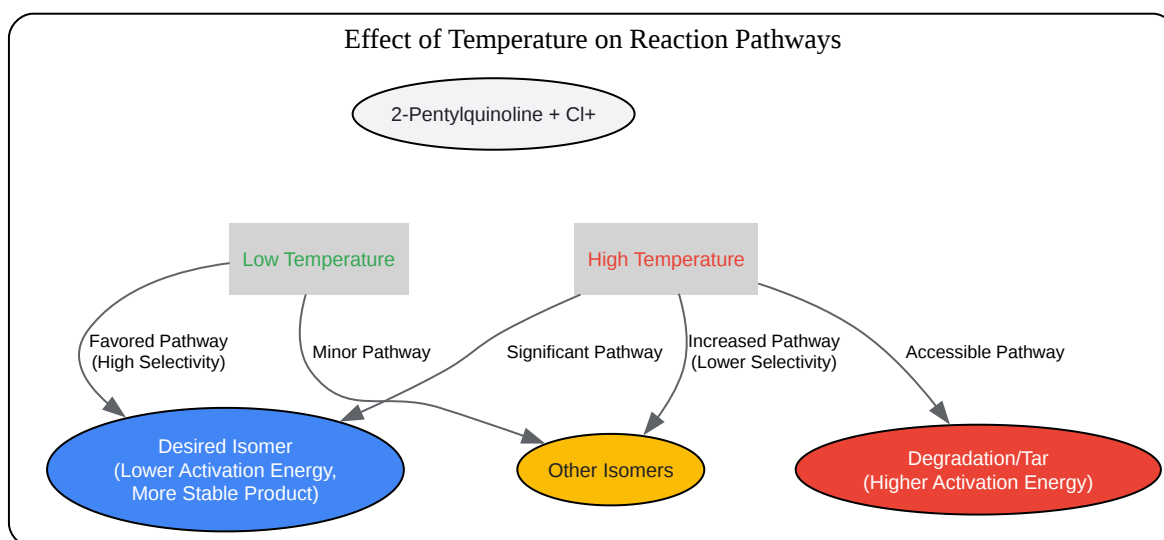 Effect of Temperature on Reaction Pathways
2-Pentylquinoline + Cl+
Low Temperature
High Temperature
Favored Pathway
(High Selectivity)
Minor Pathway
Significant Pathway
Increased Pathway
(Lower Selectivity)
Accessible Pathway
Desired Isomer
(Lower Activation Energy,
More Stable Product)
Other Isomers
Degradation/Tar
(Higher Activation Energy)